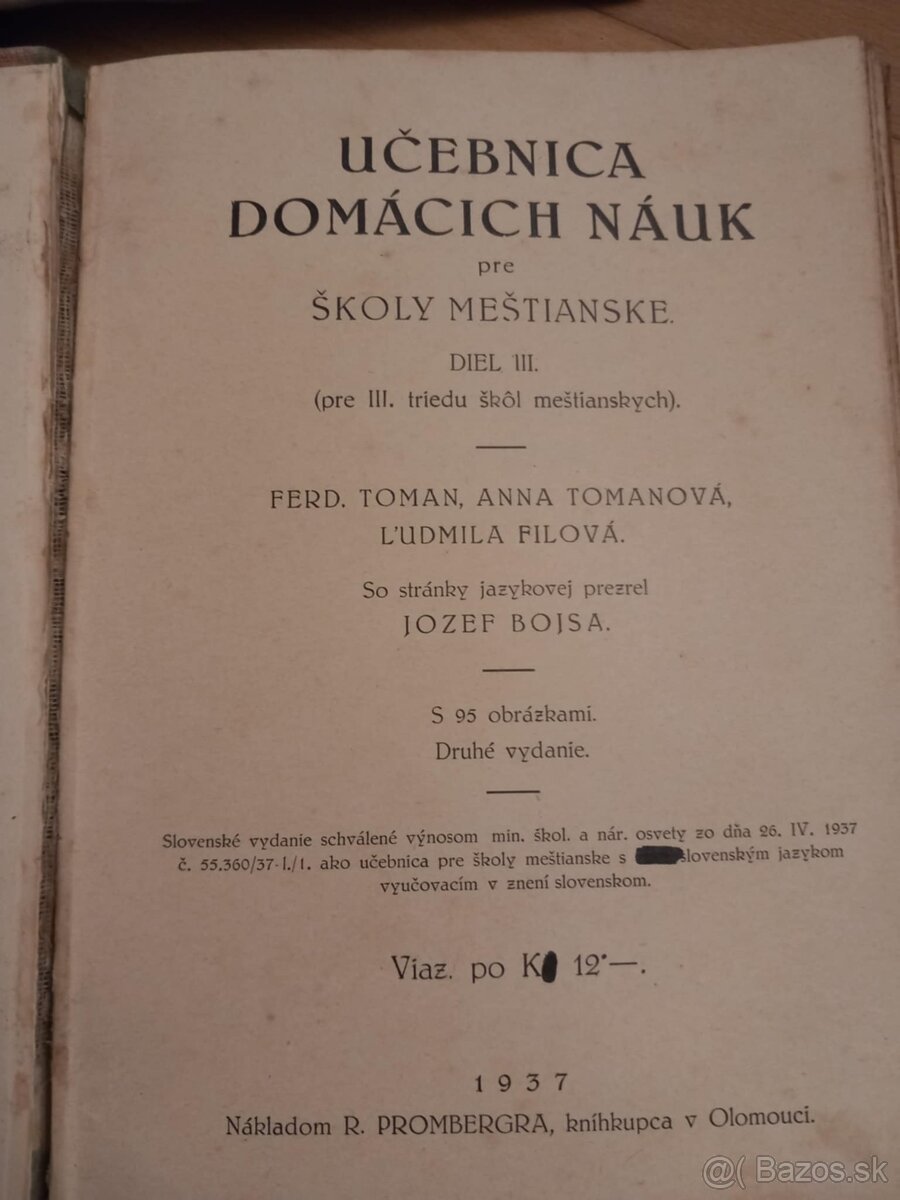 UČEBNICA
DOMÁCICH NÁUK
pre
ŠKOLY MEŠTIANSKE.
DIEL III.
(pre III. triedu škôl meštianskych).
FERD. TOMAN, ANNA TOMANOVÁ,
ĽUDMILA FILOVÁ.
So stránky jazykovej prezrel
JOZEF BOJSA.
S 95 obrázkami.
Druhé vydanie.
Slovenské vydanie schválené výnosom min. škol. a nár. osvety zo dňa 26. IV. 1937
č. 55.360/37-I./1. ako učebnica pre školy meštianske s slovenským jazykom
vyučovacím v znení slovenskom.
Viaz. po K 12·—.
1937
Nákladom R. PROMBERGRA, kníhkupca v Olomouci.
@( Bazos.sk